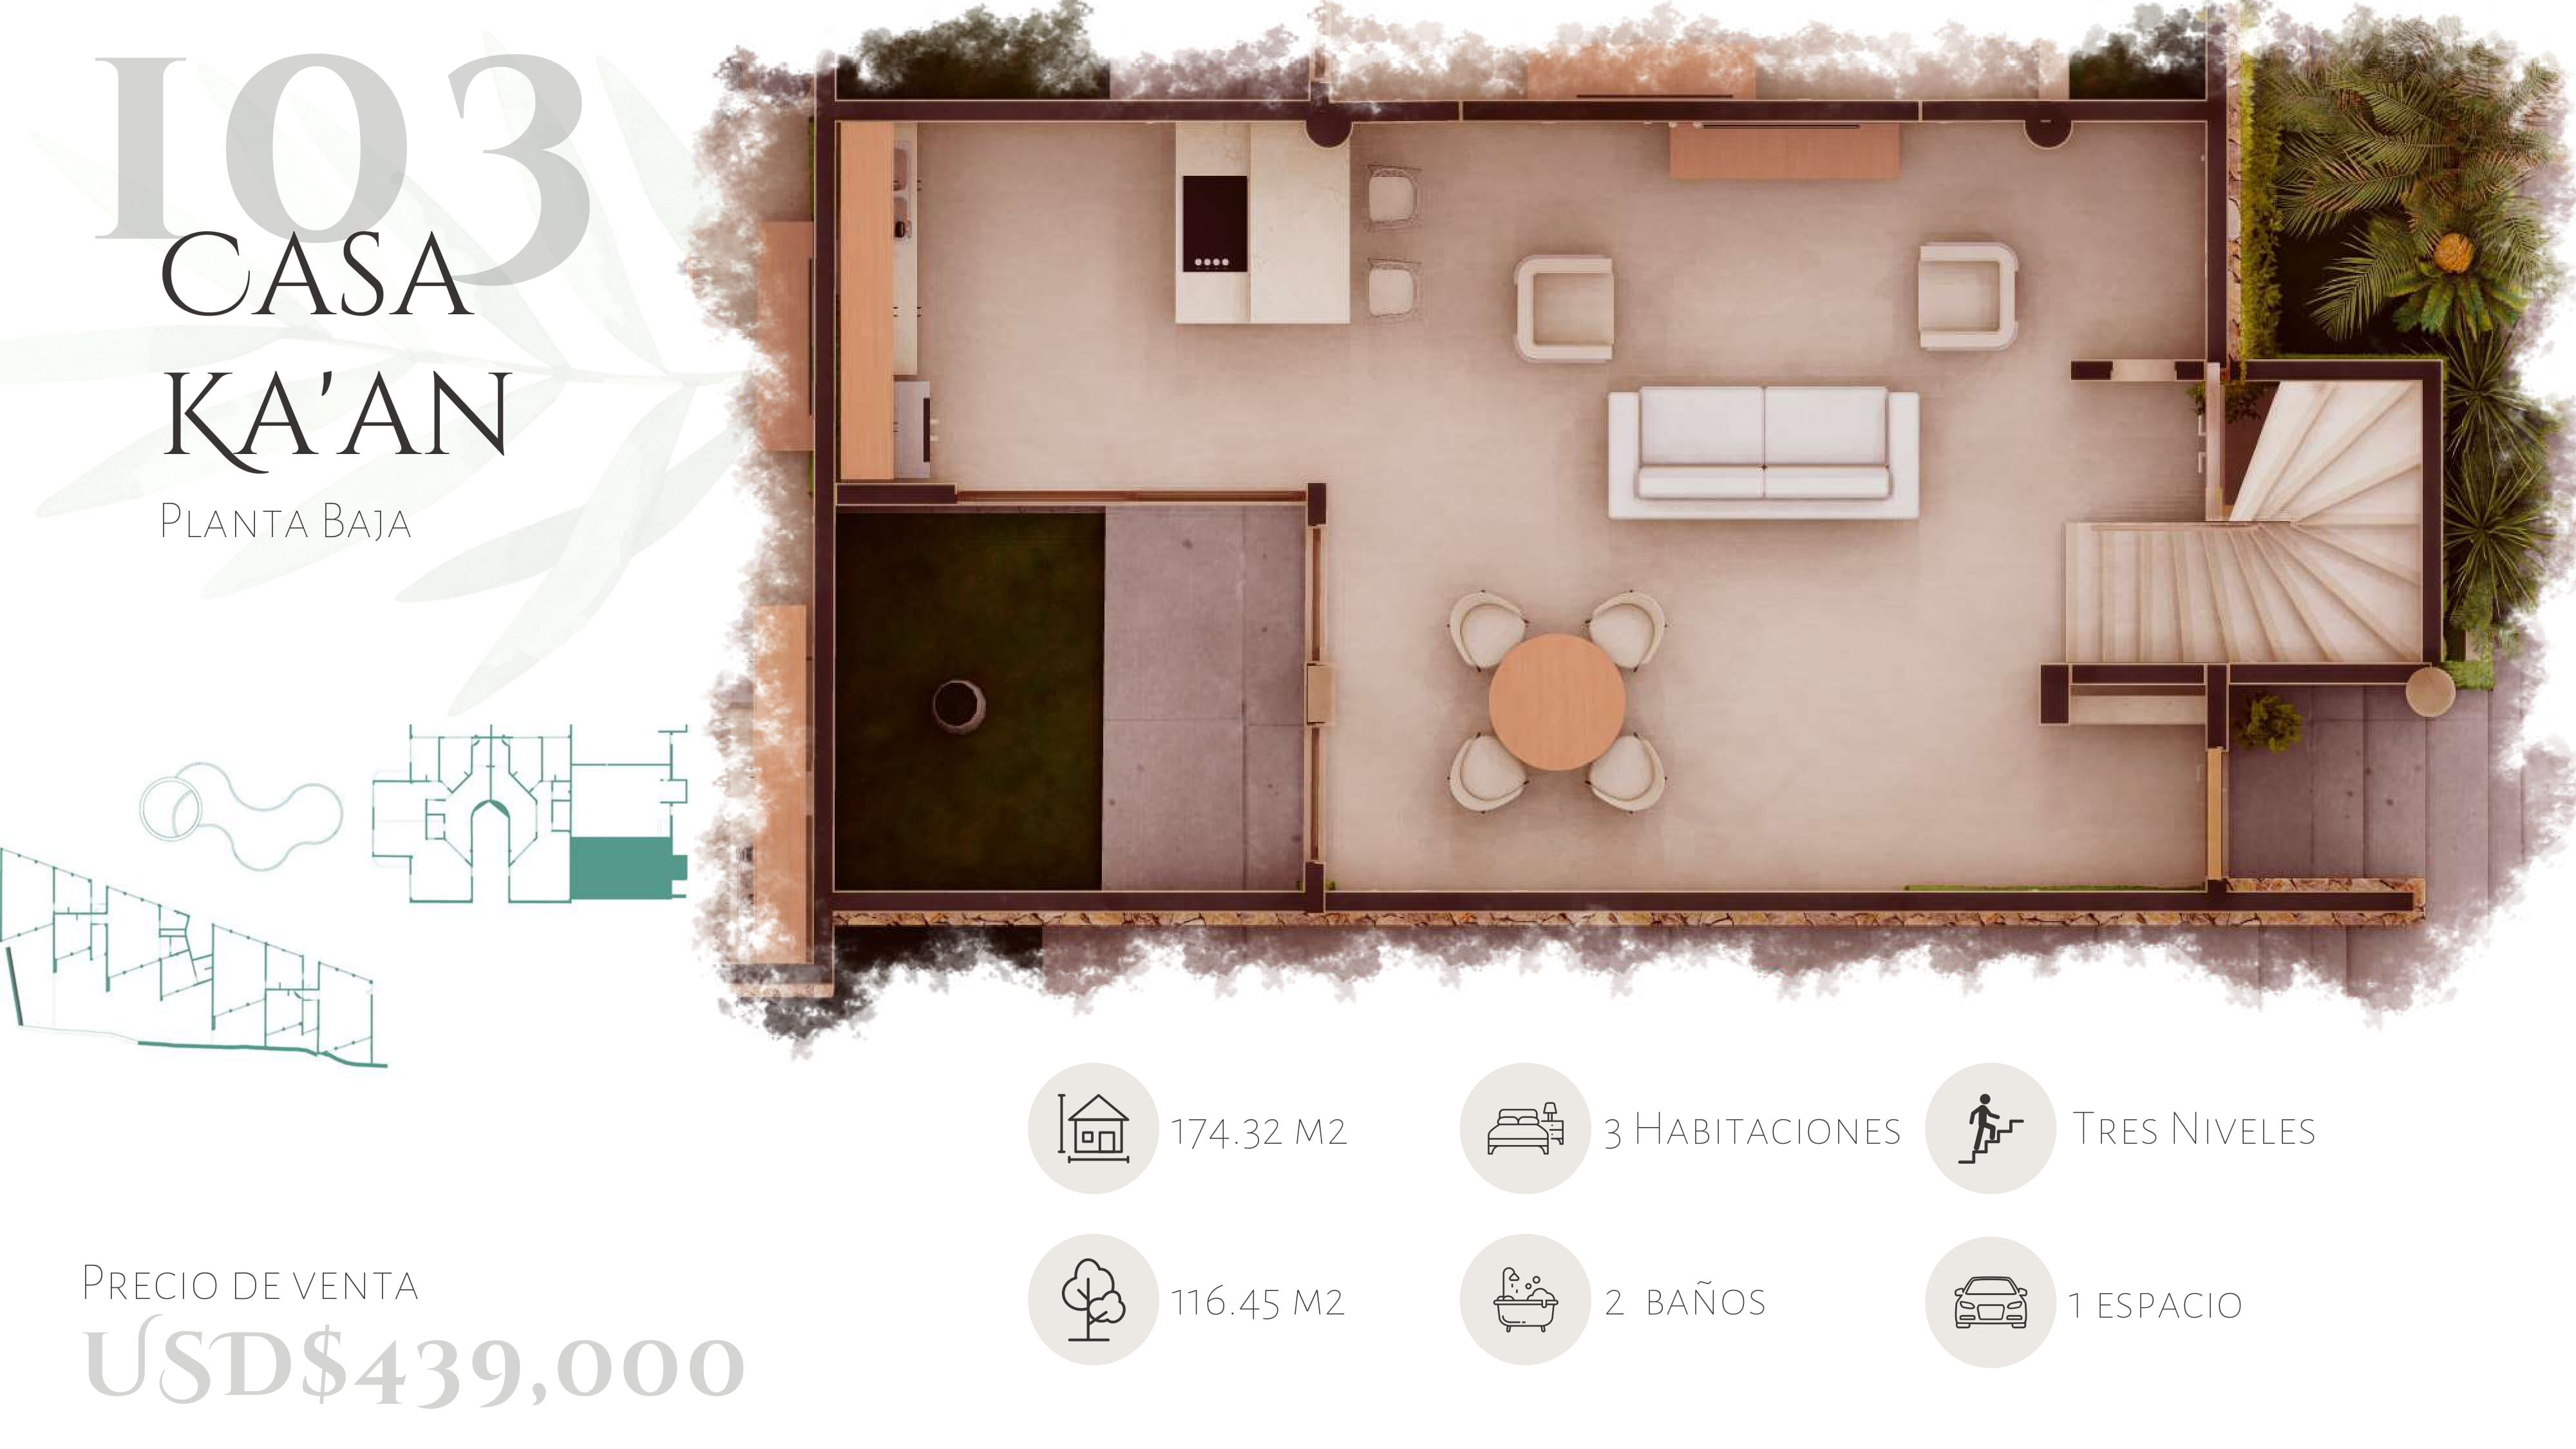 103
Casa
Ka'an
Planta Baja
174.32 m2
3 Habitaciones
Tres Niveles
116.45 m2
2 baños
1 espacio
Precio de venta
USD$439,000